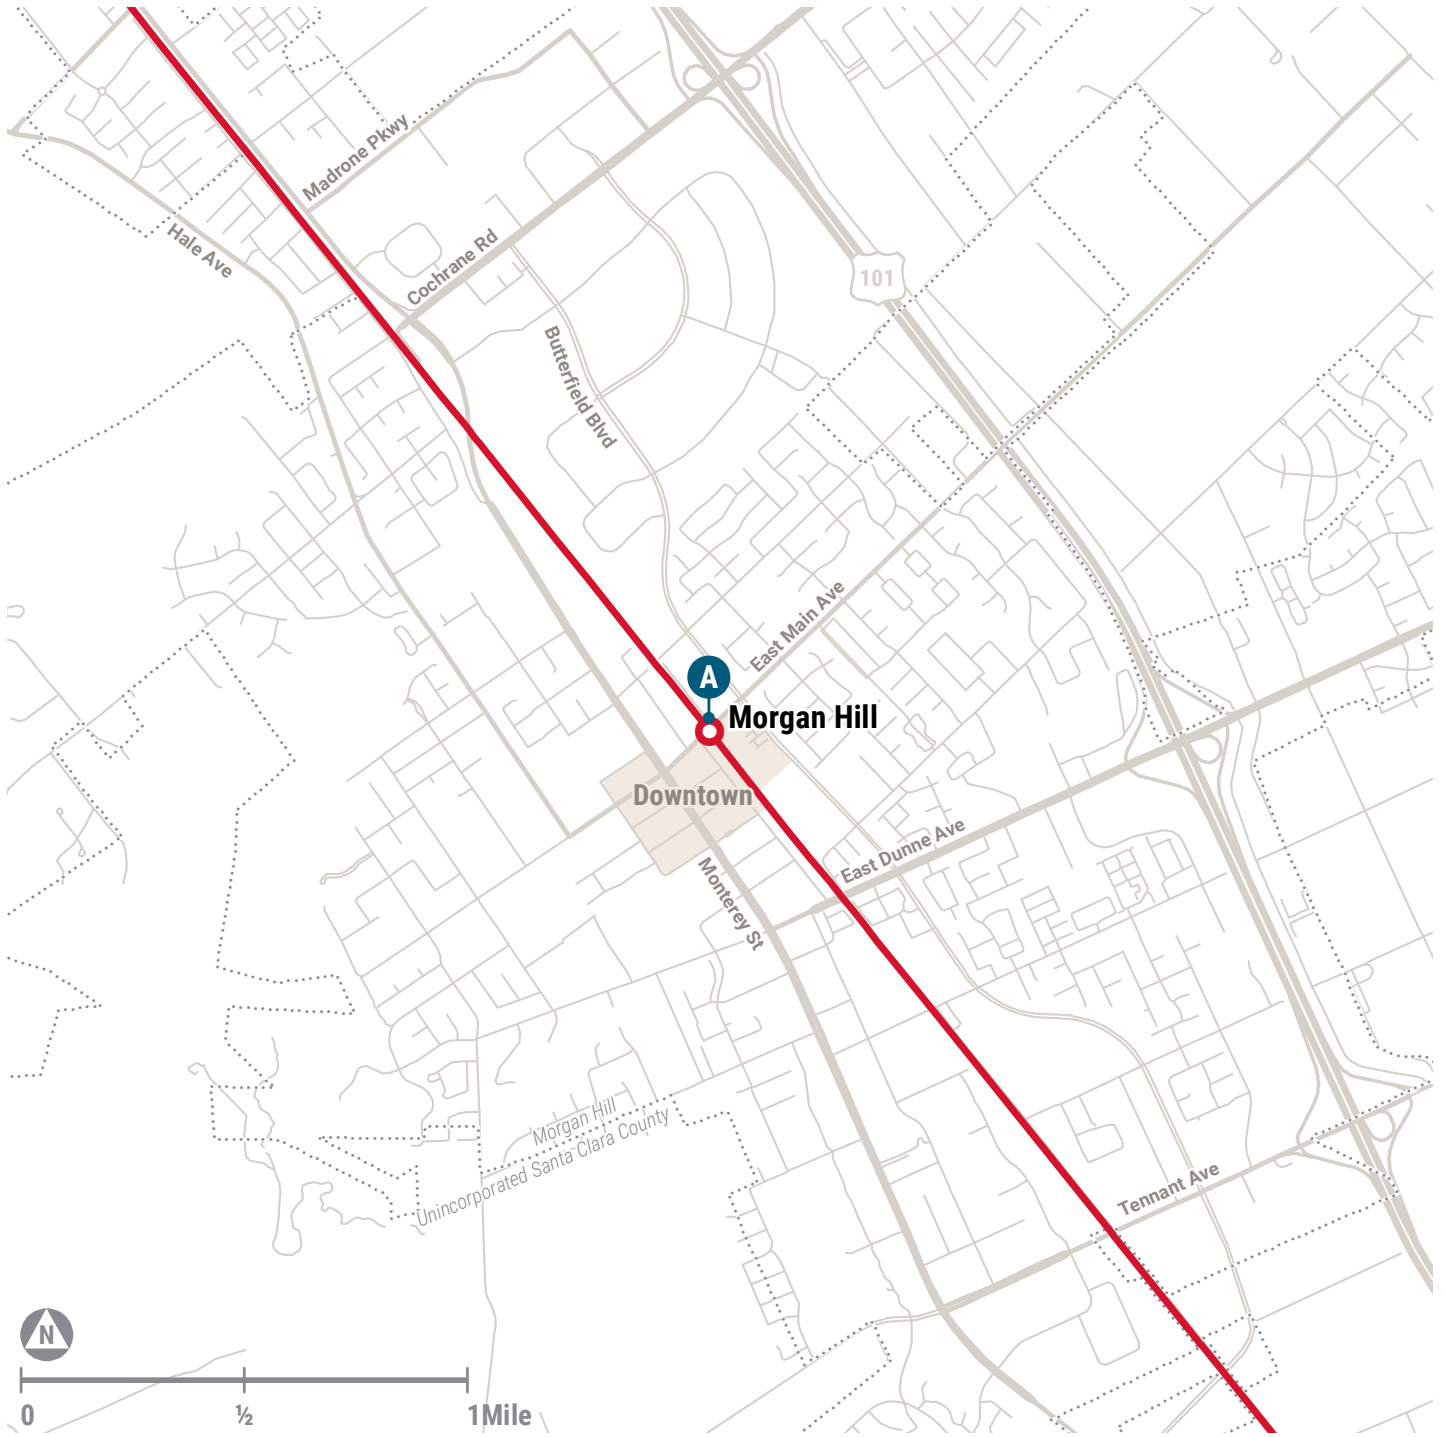 Madrone Pkwy
Hale Ave
Cochrane Rd
101
Butterfield Blvd
East Main Ave
A
Morgan Hill
Downtown
East Dunne Ave
Monterey St
Morgan Hill
Unincorporated Santa Clara County
Tennant Ave
N
0 ½ 1Mile